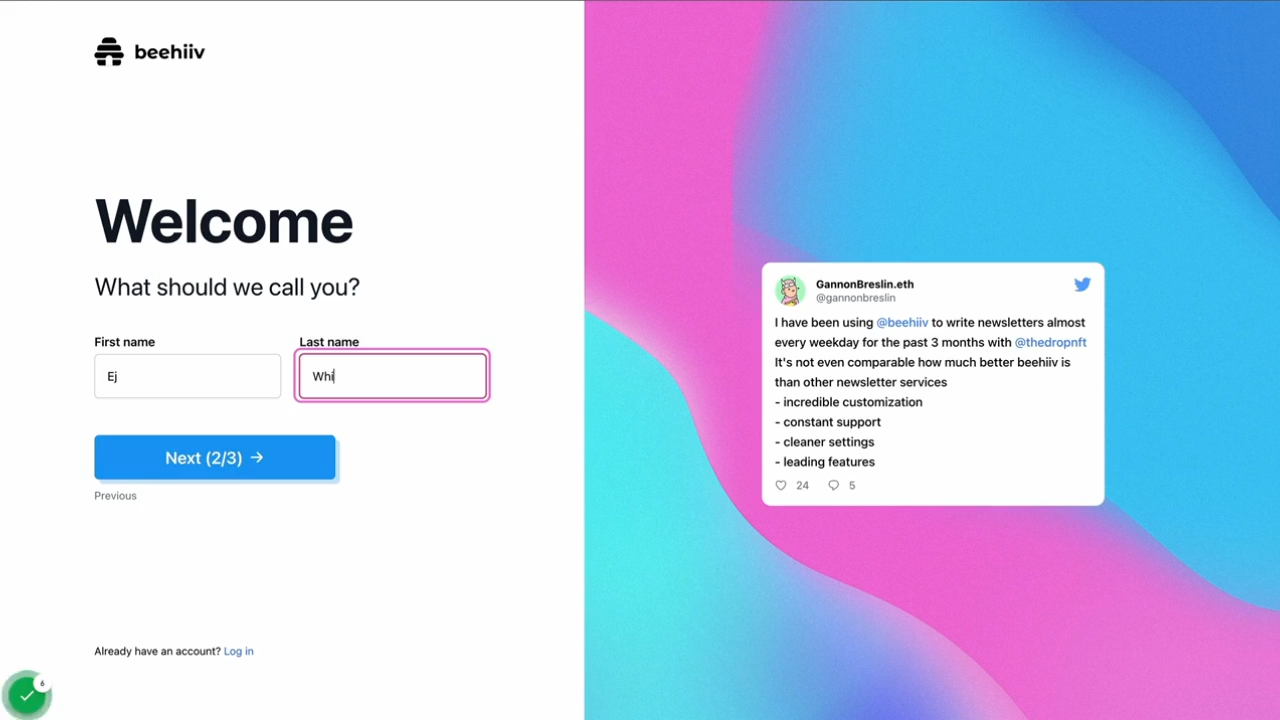 beehiiv
Welcome
What should we call you?
First name
Last name
Ej
Whi
Next (2/3) →
Previous
Already have an account? Log in
6
GannonBreslin.eth
@gannonbreslin
I have been using @beehiiv to write newsletters almost
every weekday for the past 3 months with @thedropnft
It's not even comparable how much better beehiiv is
than other newsletter services
- incredible customization
- constant support
- cleaner settings
- leading features
24
5